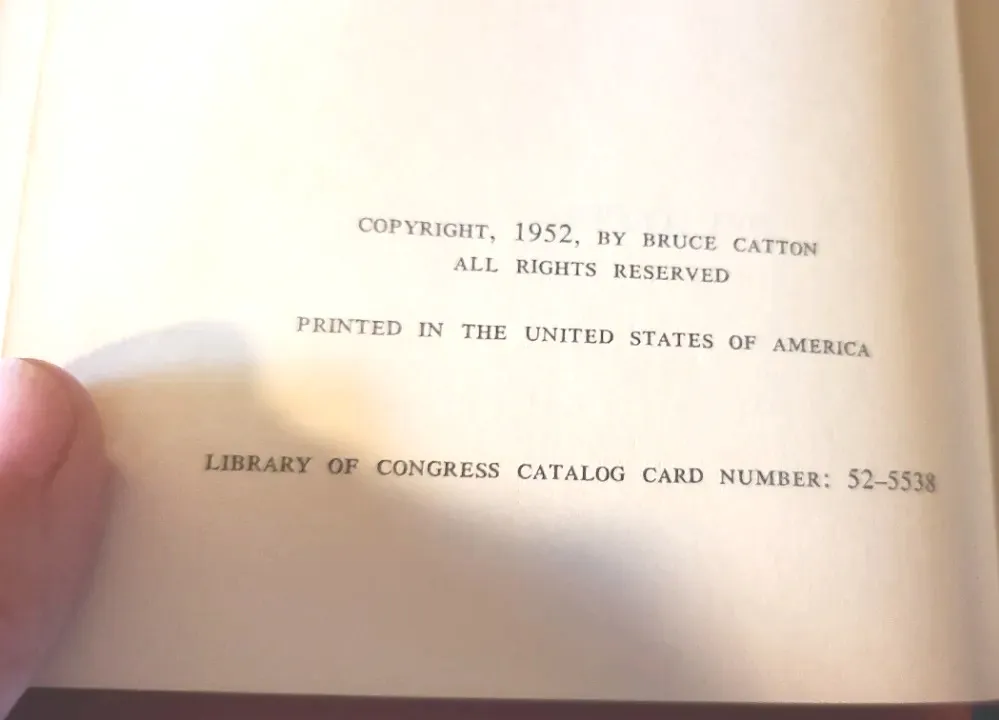 COPYRIGHT, 1952, BY BRUCE CATTON
ALL RIGHTS RESERVED
PRINTED IN THE UNITED STATES OF AMERICA
LIBRARY OF CONGRESS CATALOG CARD NUMBER: 52–5538